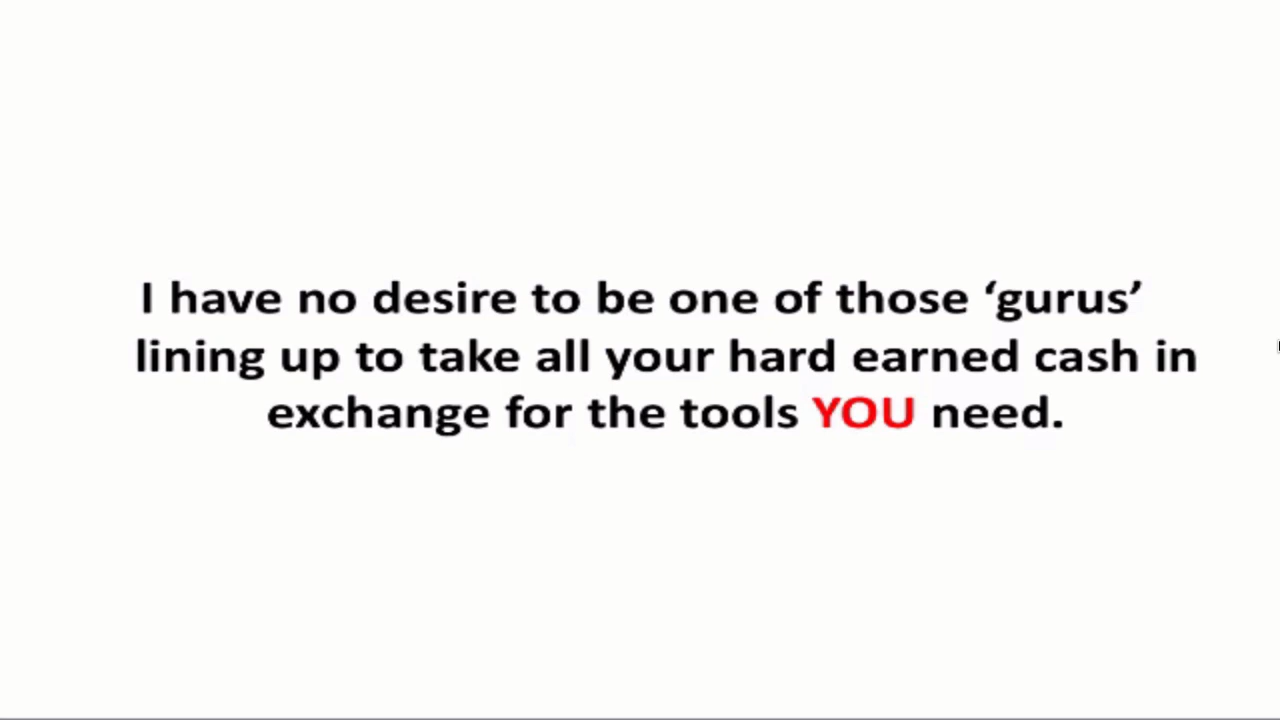 I have no desire to be one of those ‘gurus’
lining up to take all your hard earned cash in
exchange for the tools YOU need.